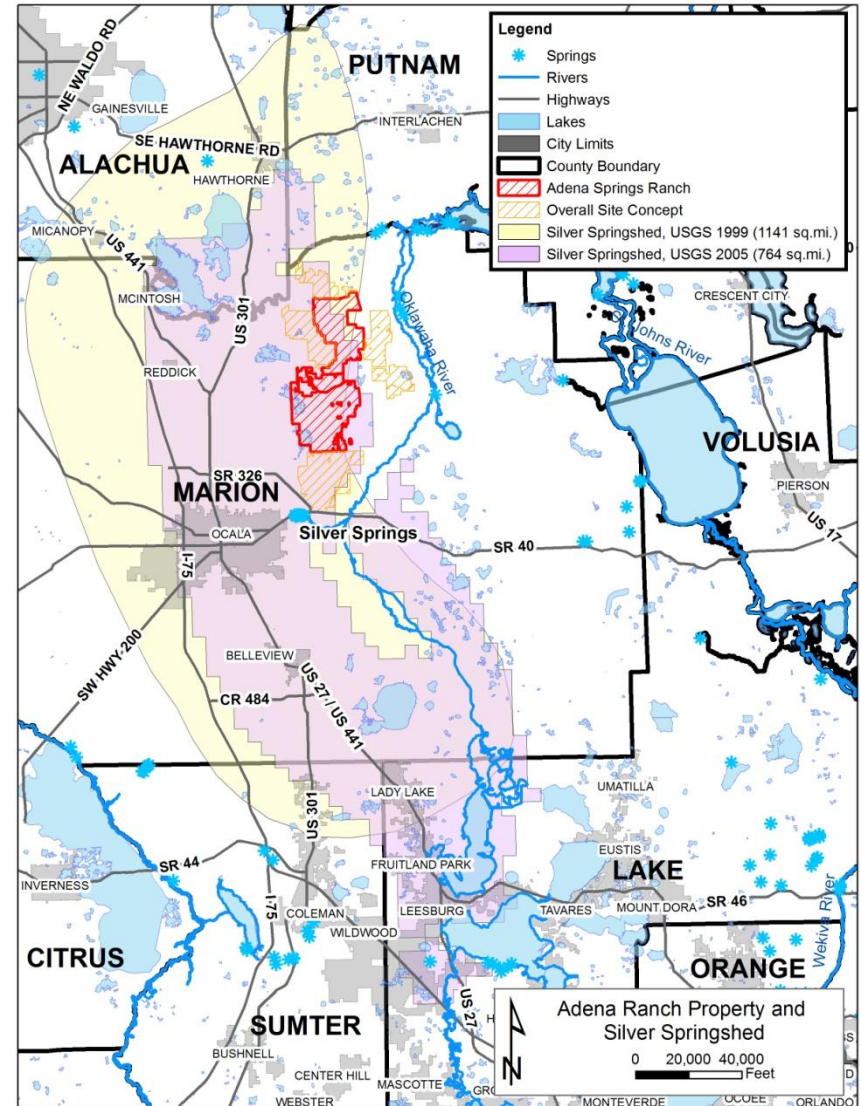 Legend
Springs
Rivers
Highways
Lakes
City Limits
County Boundary
Adena Springs Ranch
Overall Site Concept
Silver Springshed, USGS 1999 (1141 sq.mi.)
Silver Springshed, USGS 2005 (764 sq.mi.)
PUTNAM
NE WALDO RD
GAINESVILLE
INTERLACHEN
SE HAWTHORNE RD
ALACHUA
HAWTHORNE
MICANOPY
US 441
MCINTOSH
US 301
CRESCENT CITY
Oklawaha River
Johns River
REDDICK
VOLUSIA
SR 326
MARION
PIERSON
OCALA
Silver Springs
SR 40
US 17
I-75
SW HWY-200
BELLEVIEW
CR 484
US 27 / US 441
LADY LAKE
UMATILLA
US 301
FRUITLAND PARK
EUSTIS
SR 44
LAKE
INVERNESS
I-75
COLEMAN
LEESBURG
TAVARES
MOUNT DORA
SR 46
WILDWOOD
Wekiva River
CITRUS
ORANGE
US 27
SUMTER
BUSHNELL
CENTER HILL
MASCOTTE
WEBSTER
Adena Ranch Property and
Silver Springshed
N
0 20,000 40,000
Feet
MONTEVERDE
OCOEE
ORLANDO